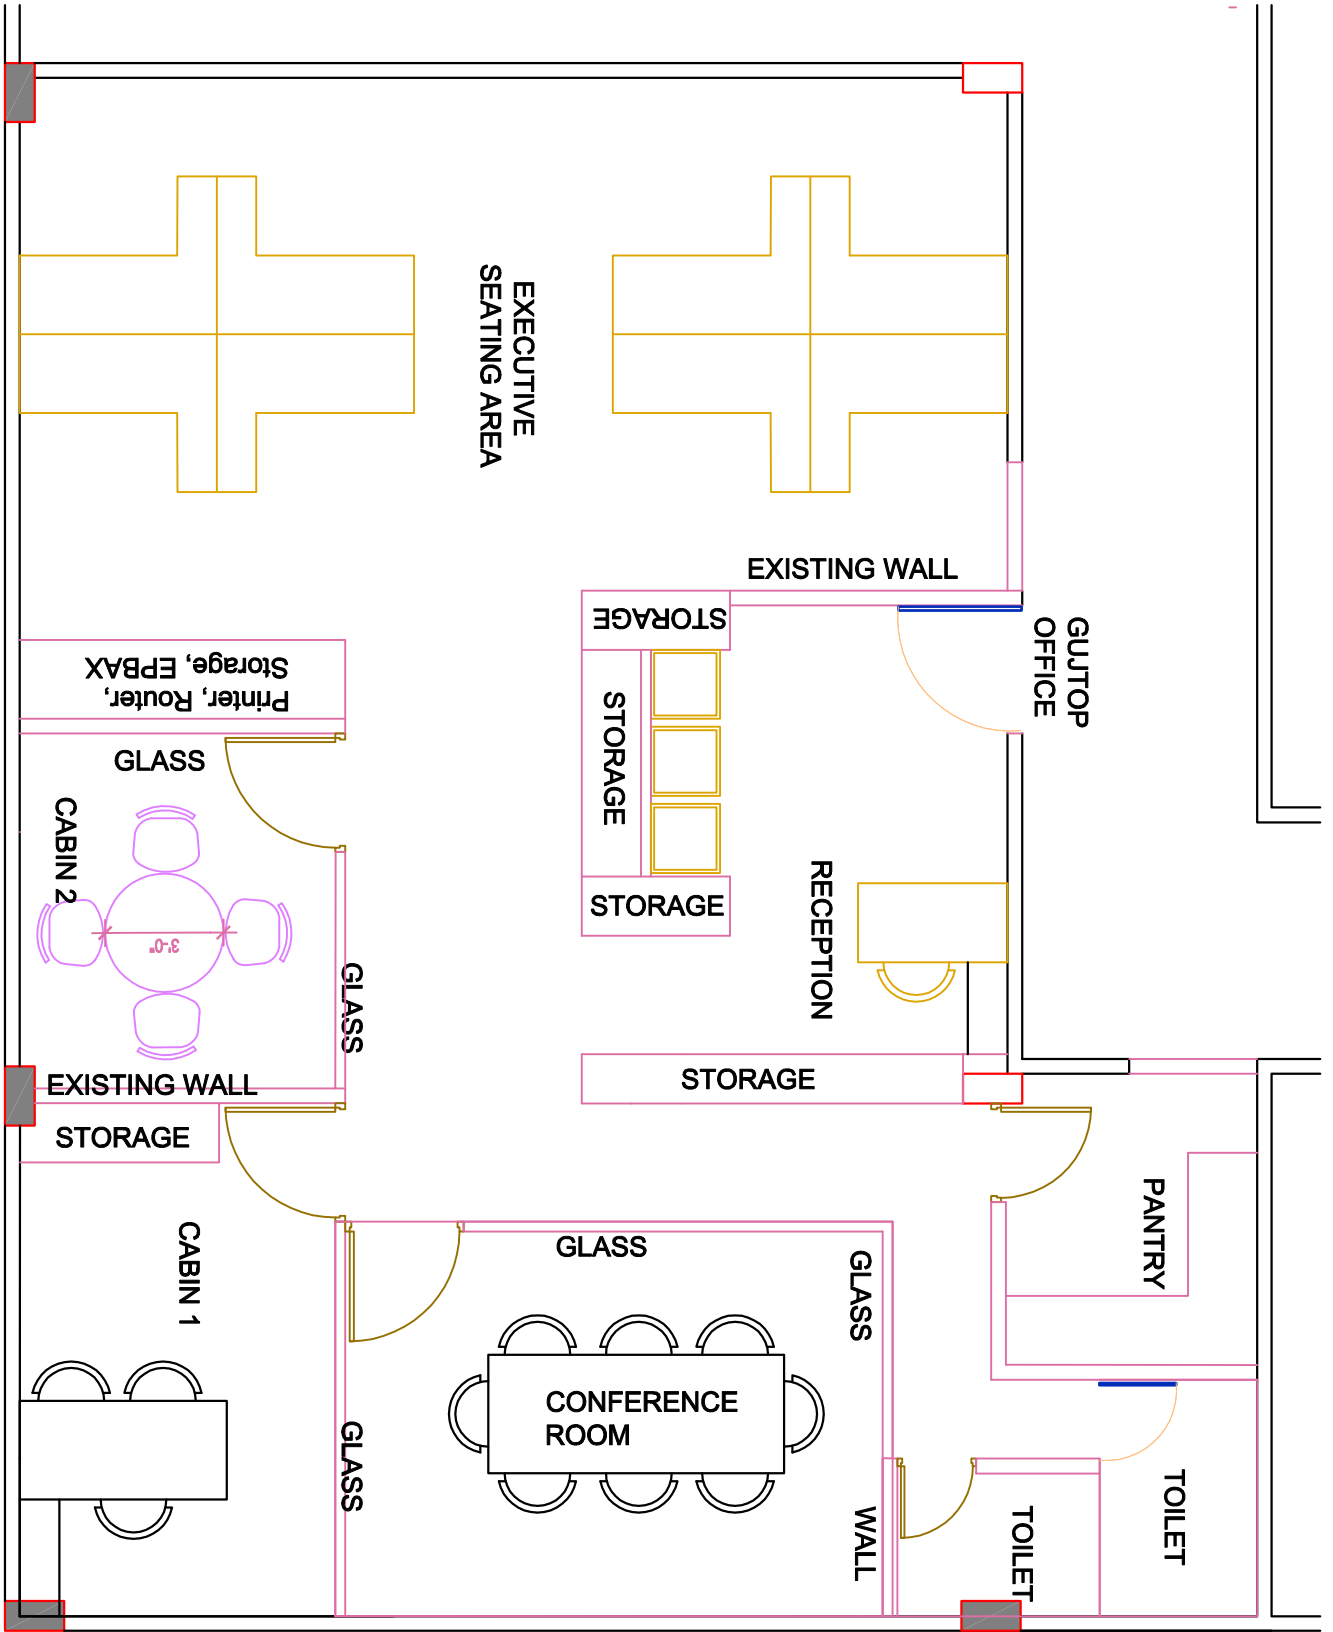 EXECUTIVE
SEATING AREA
EXISTING WALL
STORAGE
GUJTOP
OFFICE
Printer, Router,
Storage, EPBAX
STORAGE
GLASS
CABIN 2
RECEPTION
STORAGE
3'-0"
GLASS
EXISTING WALL
STORAGE
STORAGE
CABIN 1
PANTRY
GLASS
GLASS
CONFERENCE
ROOM
GLASS
WALL
TOILET
TOILET